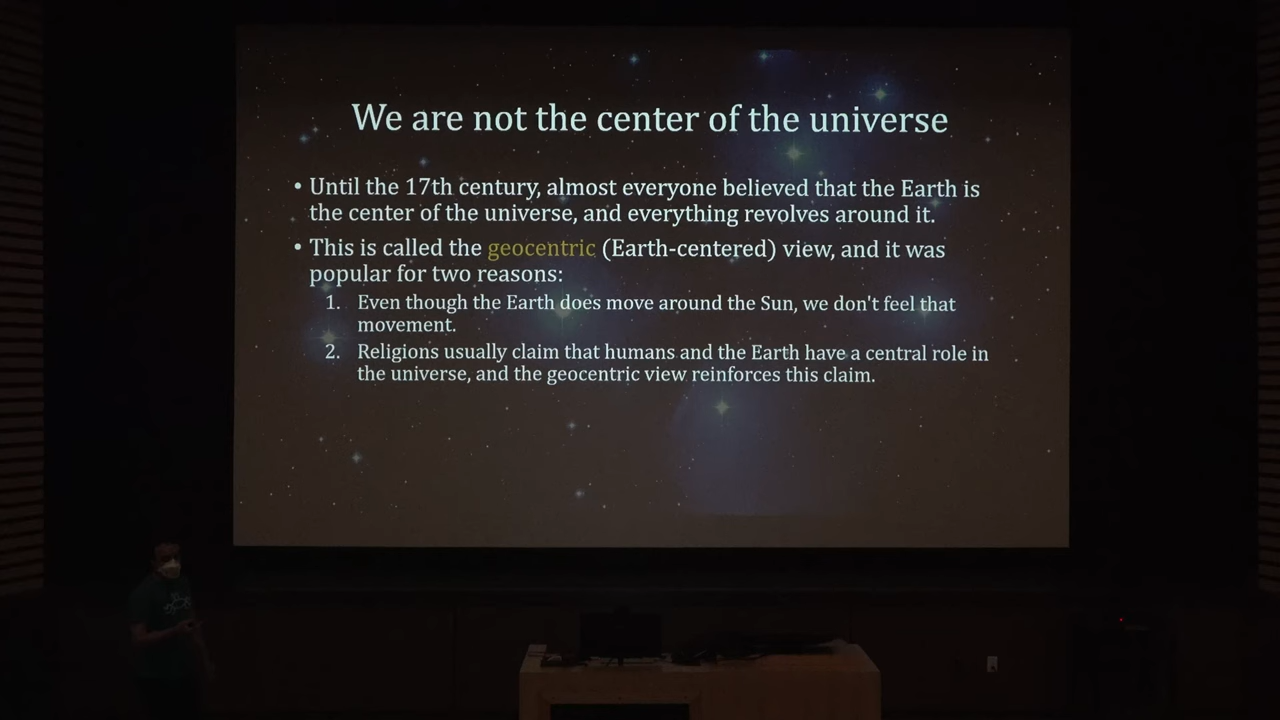 We are not the center of the universe
• Until the 17th century, almost everyone believed that the Earth is
the center of the universe, and everything revolves around it.
• This is called the geocentric (Earth-centered) view, and it was
popular for two reasons:
1. Even though the Earth does move around the Sun, we don't feel that
movement.
2. Religions usually claim that humans and the Earth have a central role in
the universe, and the geocentric view reinforces this claim.